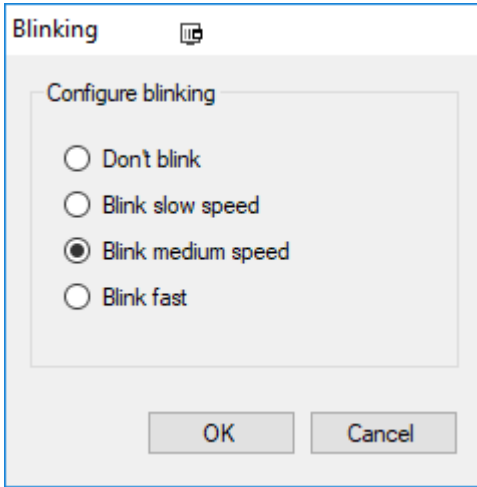 Blinking
Configure blinking
Don't blink
Blink slow speed
Blink medium speed
Blink fast
OK Cancel